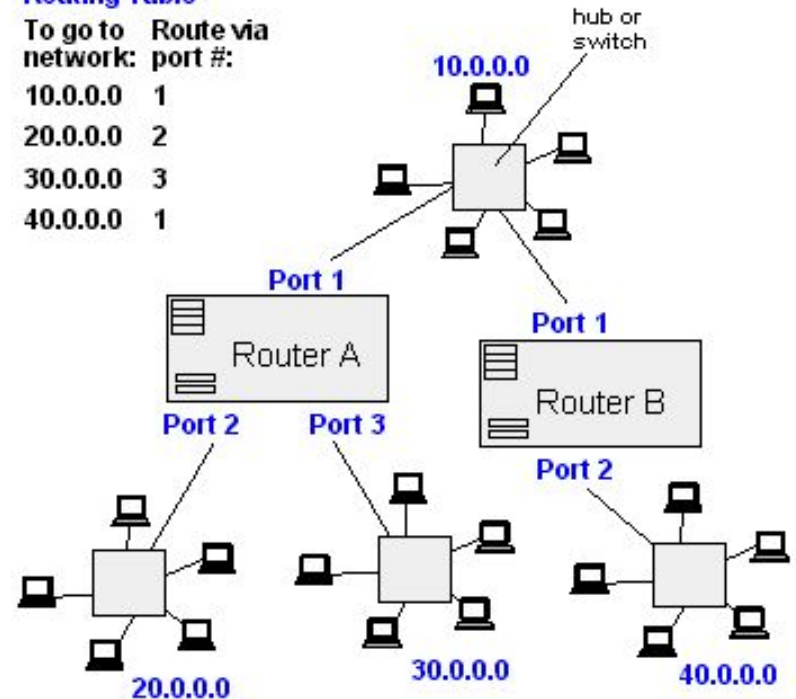 Routing Table
To go to Route via
network: port #:
10.0.0.0 1
20.0.0.0 2
30.0.0.0 3
40.0.0.0 1
hub or
switch
10.0.0.0
Port 1
Router A
Port 2 Port 3
Port 1
Router B
Port 2
20.0.0.0
30.0.0.0
40.0.0.0